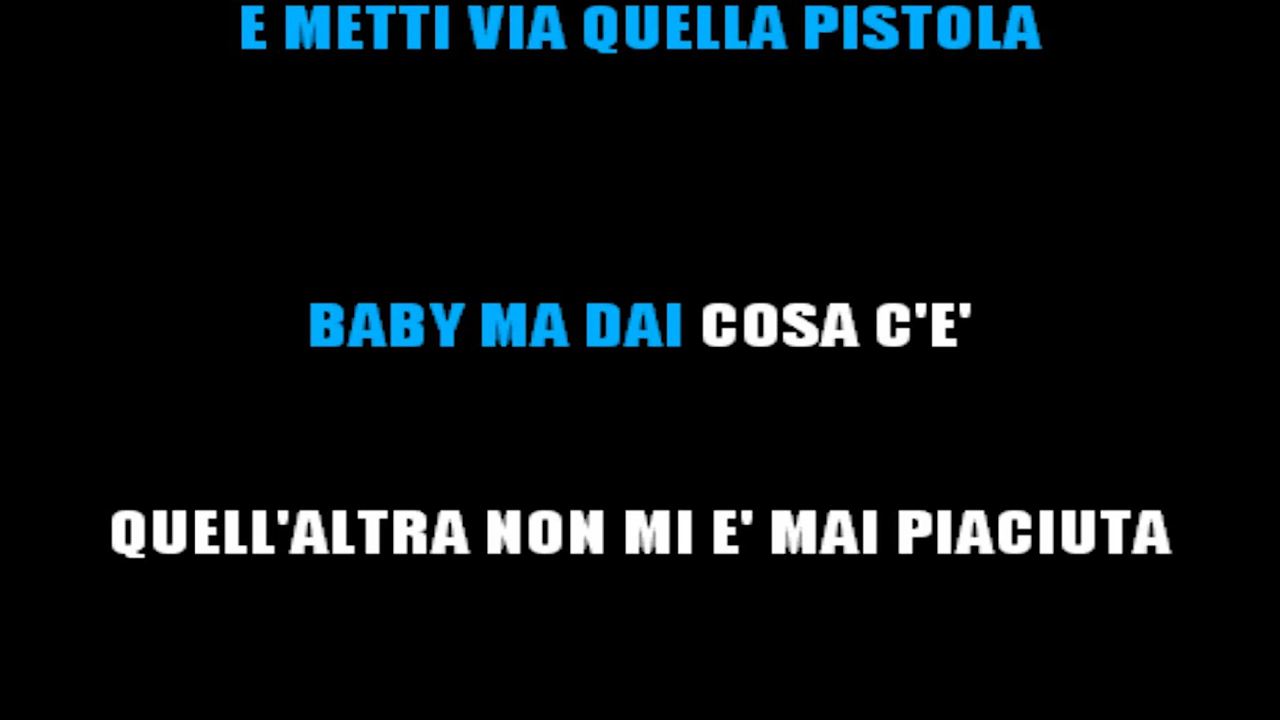 E METTI VIA QUELLA PISTOLA
BABY MA DAI COSA C'E'
QUELL'ALTRA NON MI E' MAI PIACIUTA